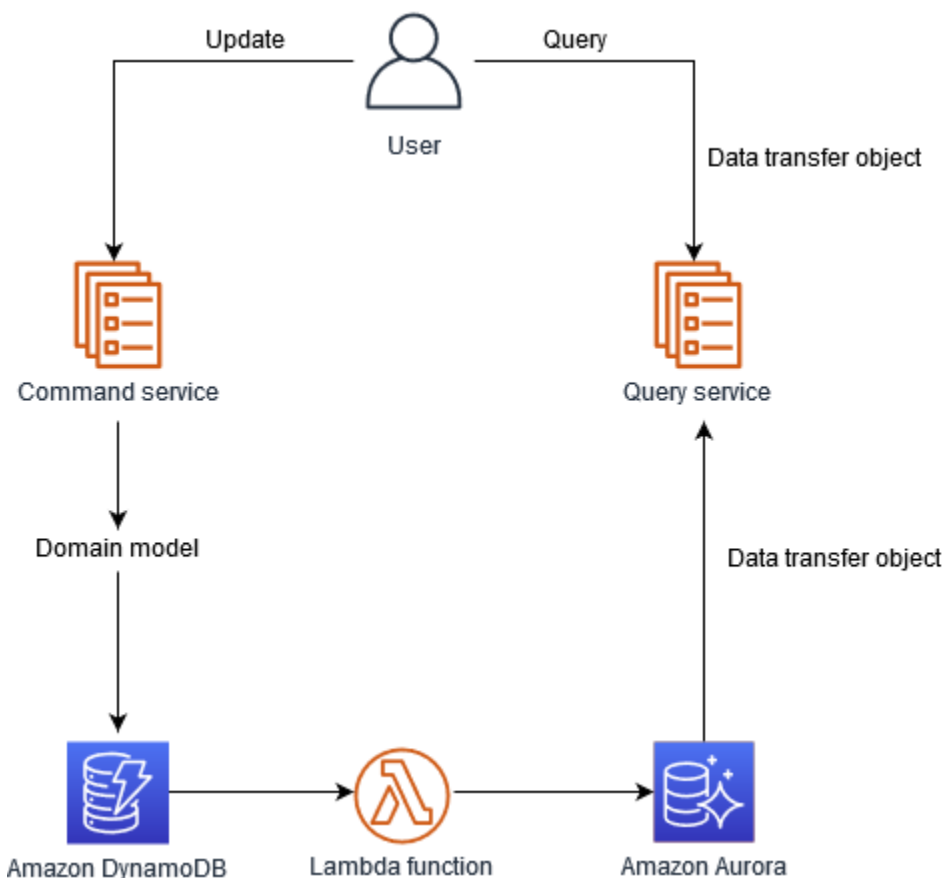 Update
Query
User
Data transfer object
Command service
Query service
Domain model
Data transfer object
Amazon DynamoDB
Lambda function
Amazon Aurora